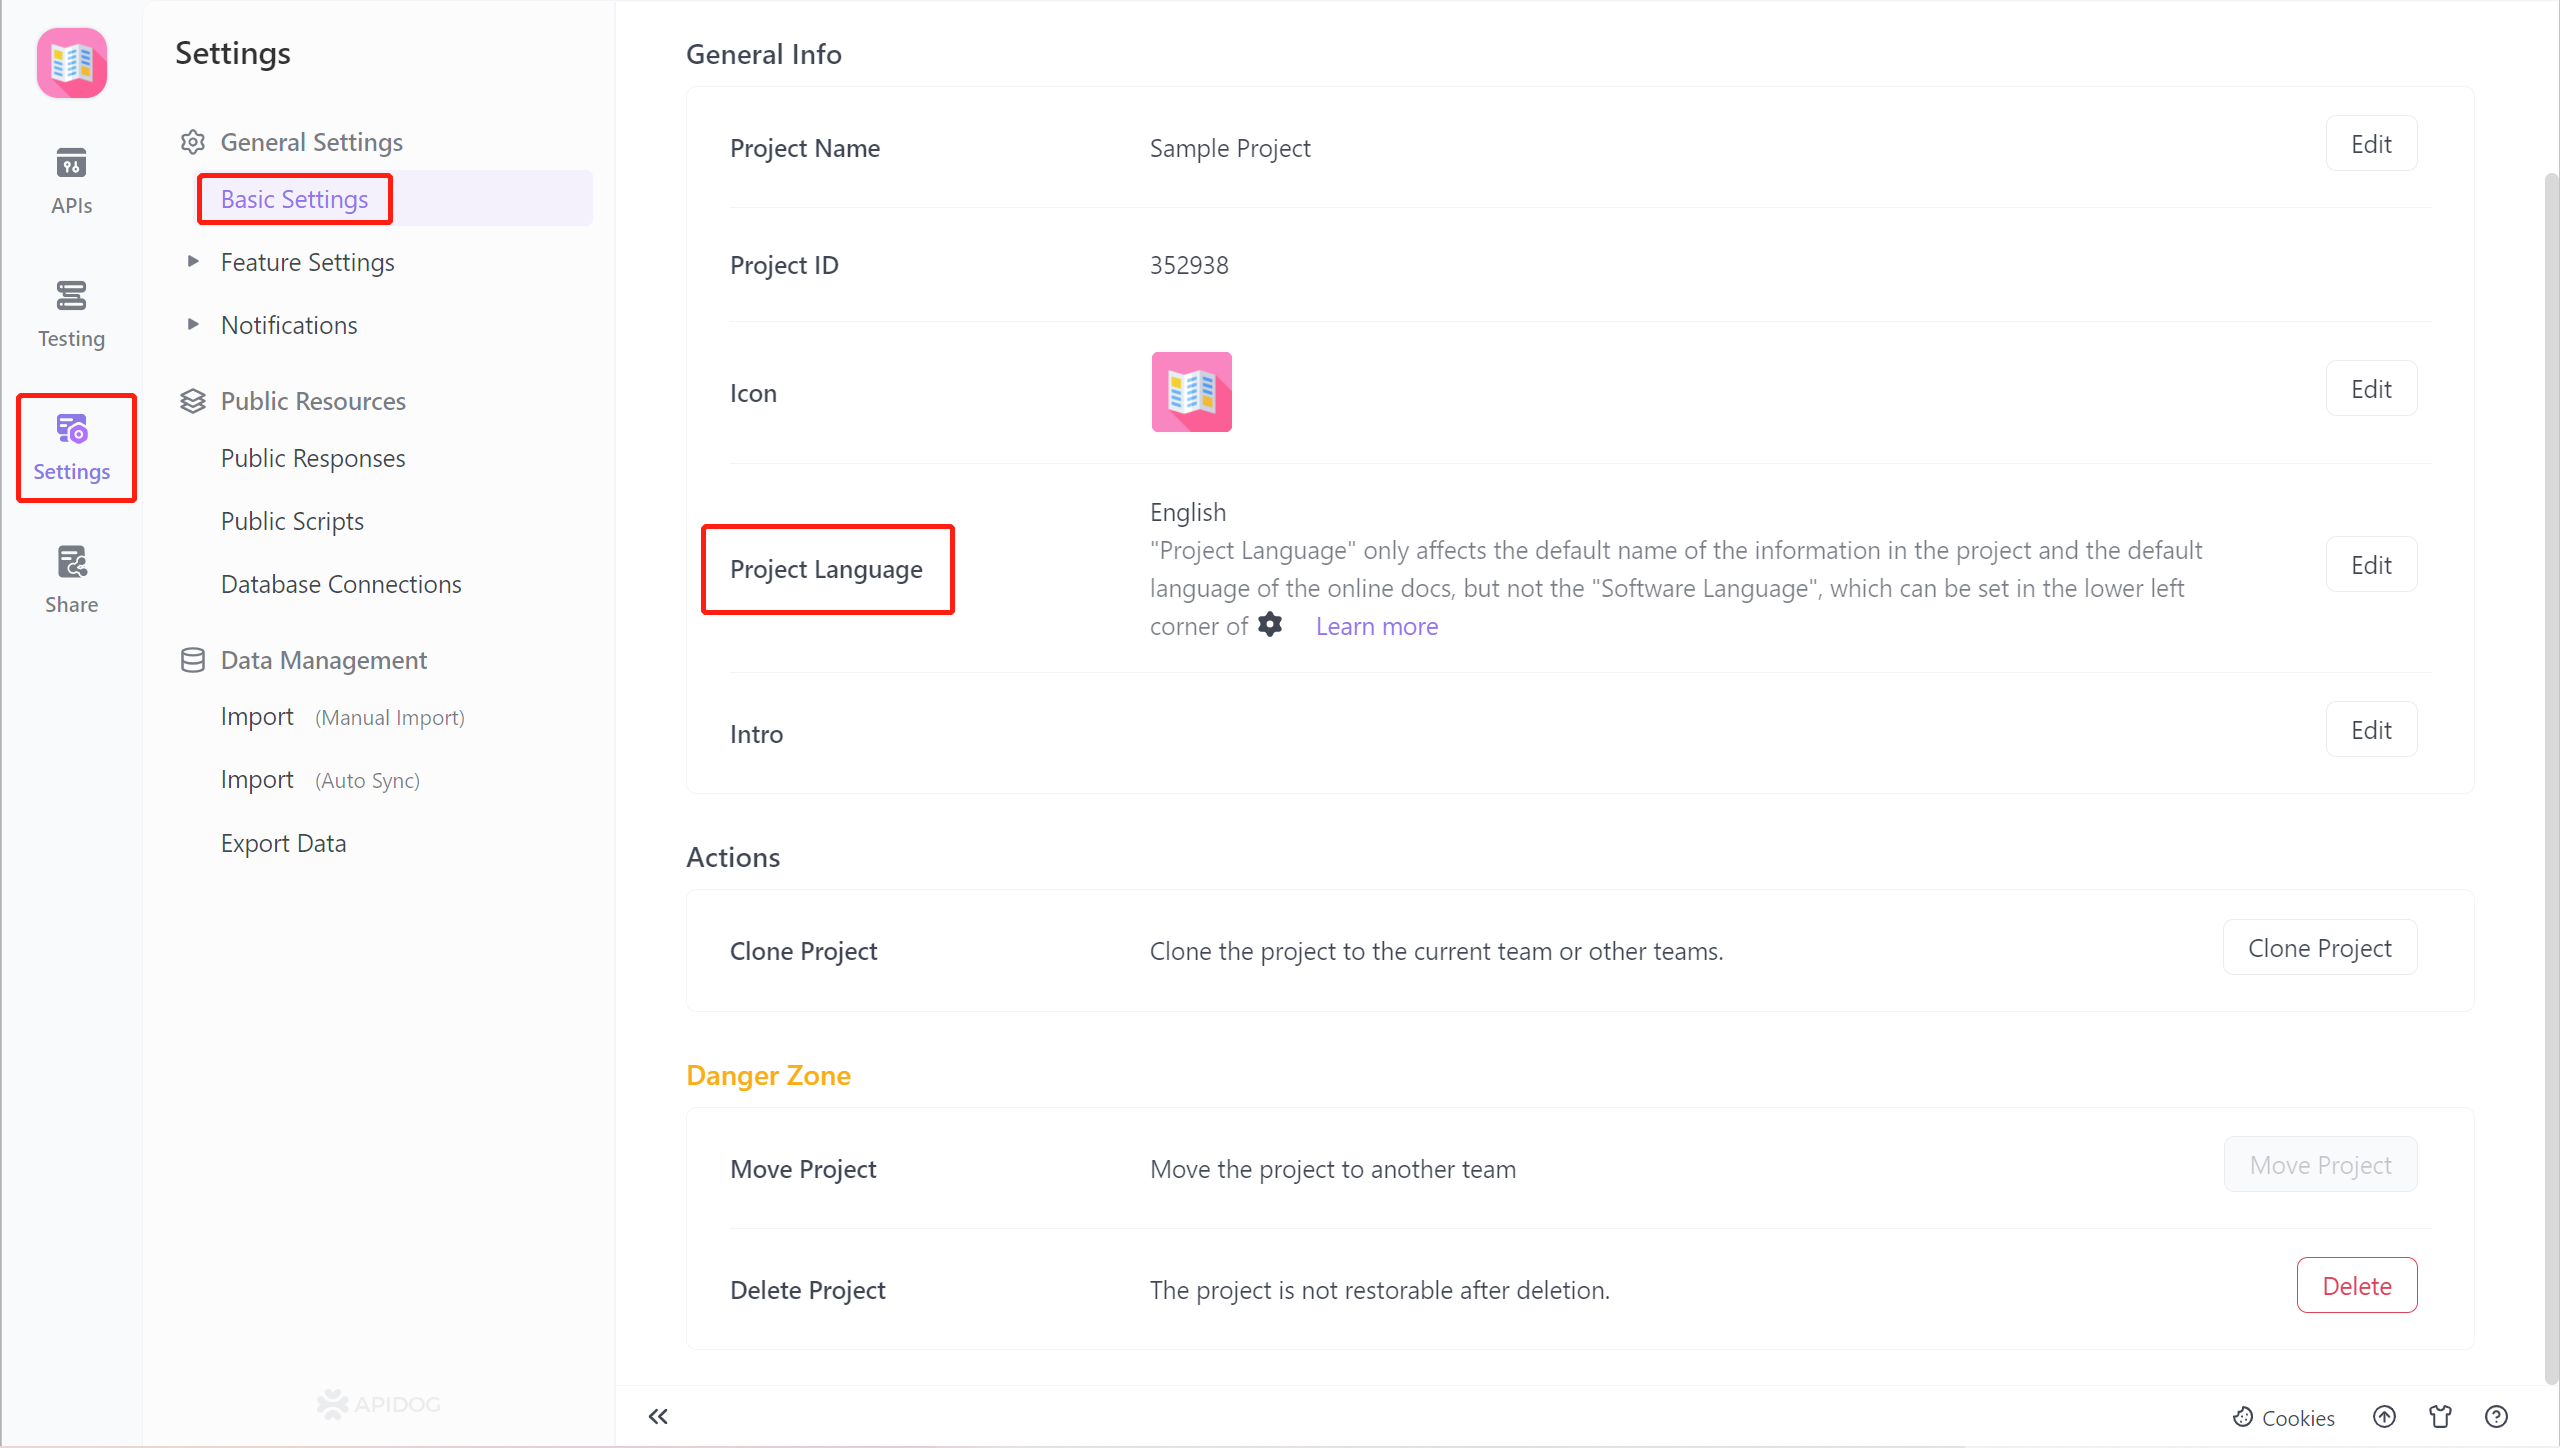 APIs
Testing
Settings
Share
Settings
General Settings
Basic Settings
Feature Settings
Notifications
Public Resources
Public Responses
Public Scripts
Database Connections
Data Management
Import (Manual Import)
Import (Auto Sync)
Export Data
APIDOG
General Info
Project Name Sample Project Edit
Project ID 352938
Icon Edit
Project Language
English
"Project Language" only affects the default name of the information in the project and the default
language of the online docs, but not the "Software Language", which can be set in the lower left
corner of Learn more
Edit
Intro Edit
Actions
Clone Project Clone the project to the current team or other teams. Clone Project
Danger Zone
Move Project Move the project to another team Move Project
Delete Project The project is not restorable after deletion. Delete
Cookies